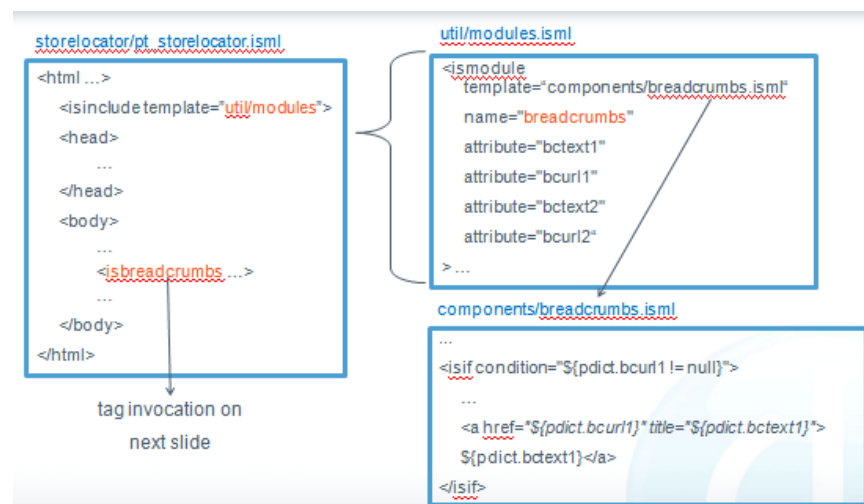 storelocator/pt_storelocator.isml
<html ...>
<isinclude template="util/modules">
<head>
...
</head>
<body>
...
<isbreadcrumbs ...>
...
</body>
</html>
tag invocation on
next slide
util/modules.isml
<ismodule
template=“components/breadcrumbs.isml“
name="breadcrumbs"
attribute="bctext1"
attribute="bcurl1"
attribute="bctext2"
attribute="bcurl2“
> ...
components/breadcrumbs.isml
...
<isif condition="${pdict.bcurl1 != null}">
...
<a href="${pdict.bcurl1}" title="${pdict.bctext1}">
${pdict.bctext1}</a>
</isif>